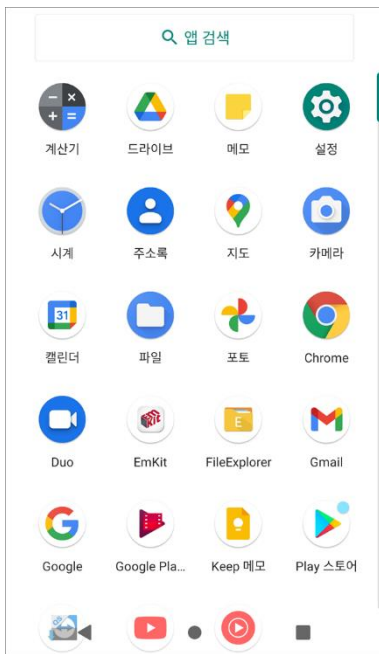 앱 검색
계산기
드라이브
메모
설정
시계
주소록
지도
카메라
31
캘린더
파일
포토
Chrome
E
Duo
EmKit
FileExplorer
Gmail
Google
Google Pla...
Keep 메모
Play 스토어